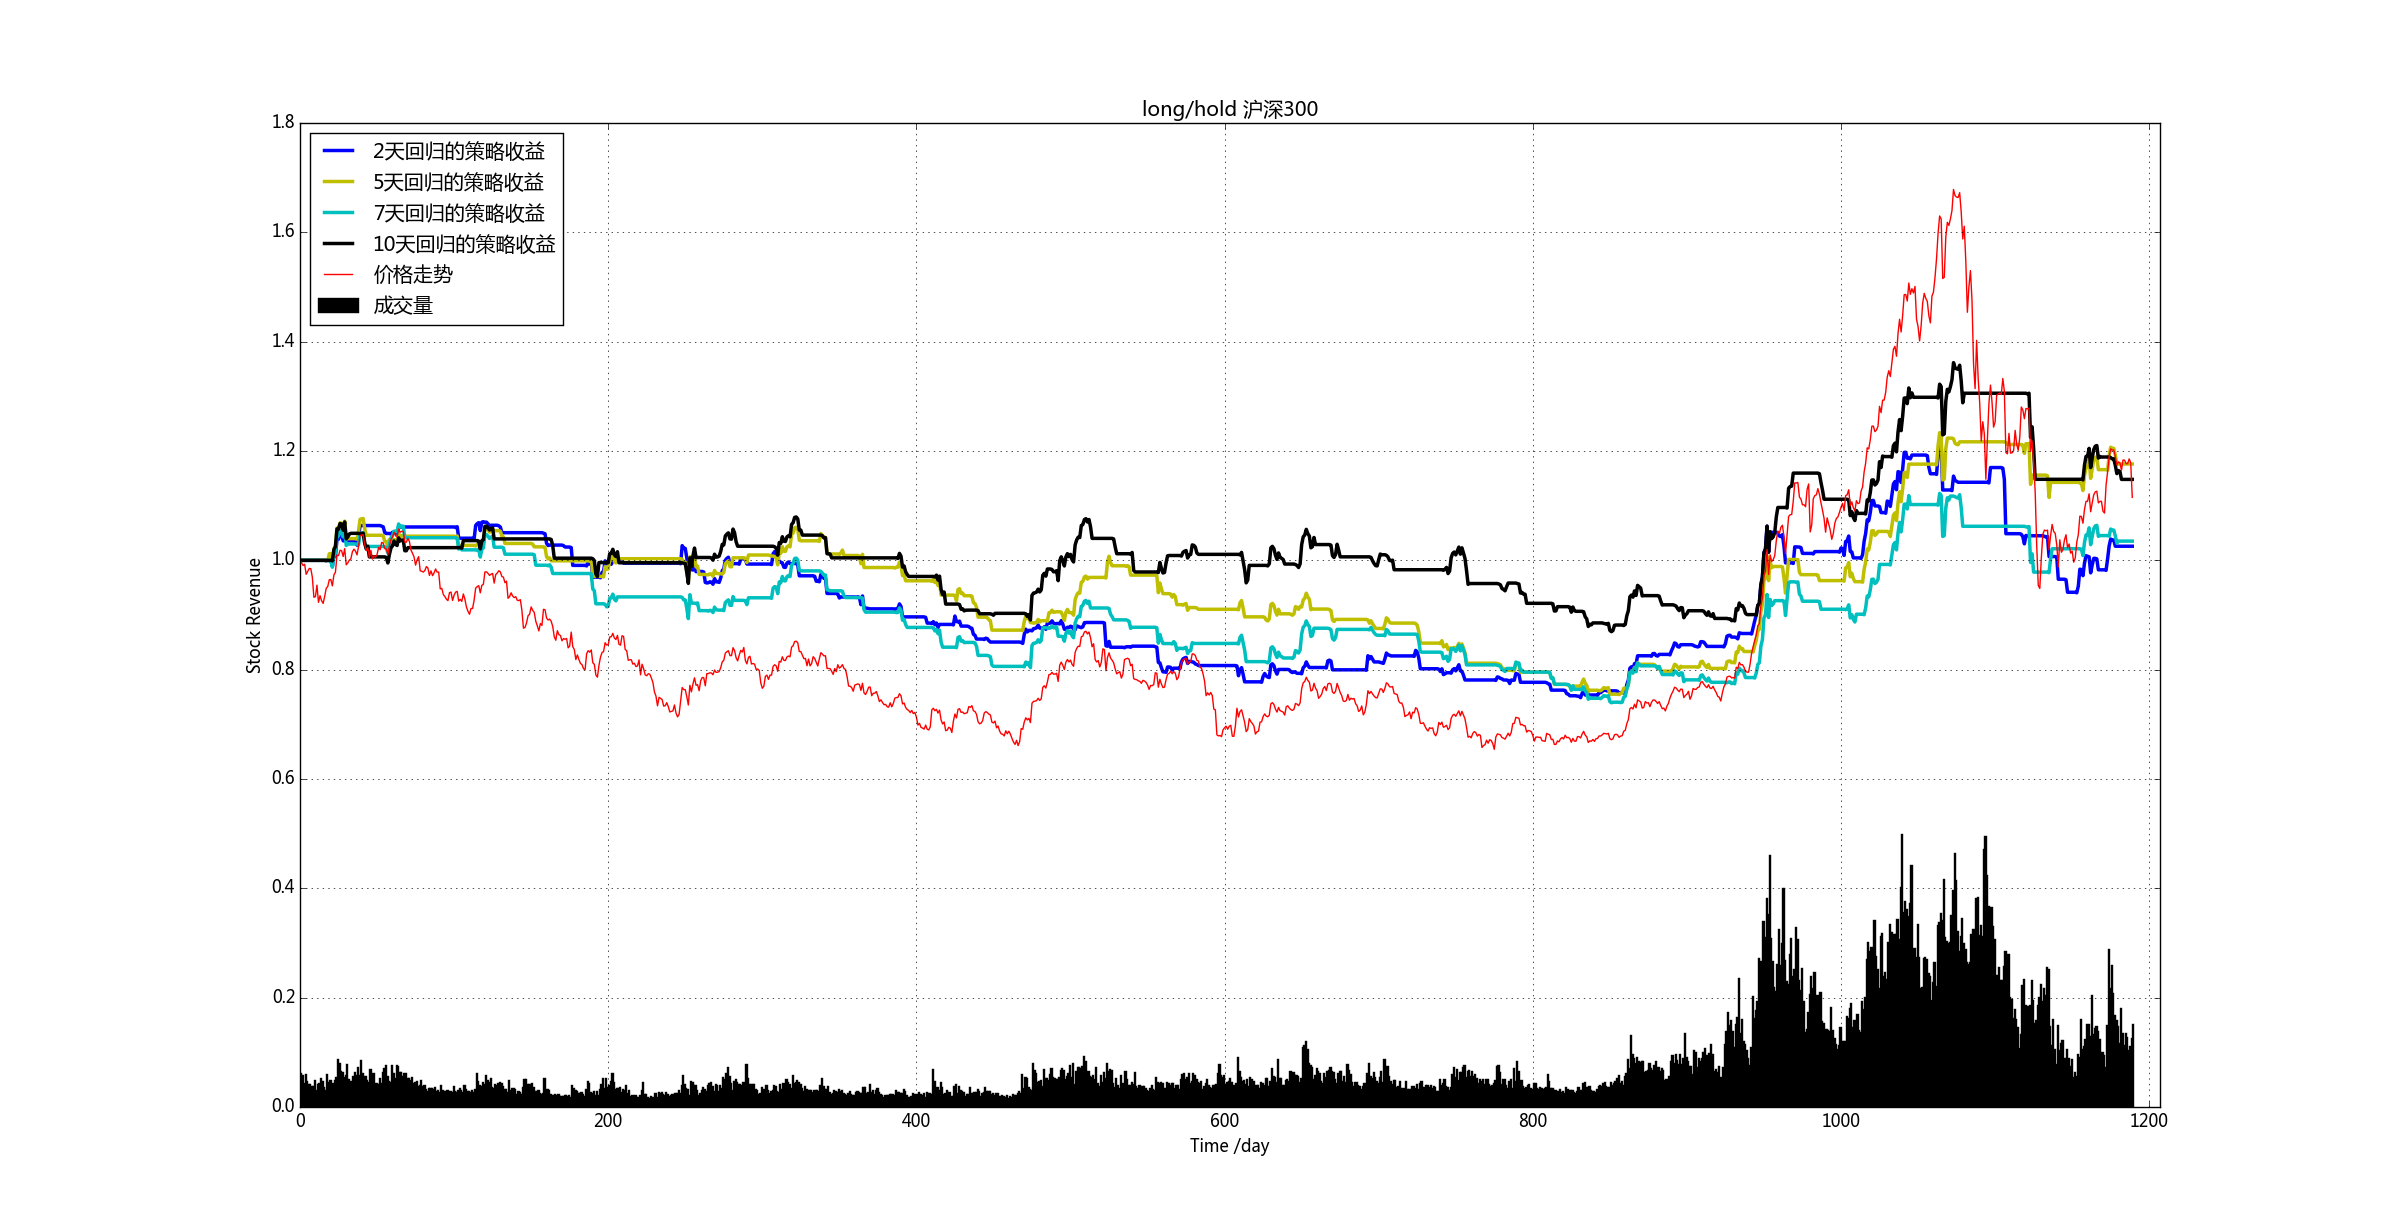 long/hold 沪深300
1.8
1.6
1.4
1.2
1.0
0.8
0.6
0.4
0.2
0.0
Stock Revenue
2天回归的策略收益
5天回归的策略收益
7天回归的策略收益
10天回归的策略收益
价格走势
成交量
0 200 400 600 800 1000 1200
Time /day